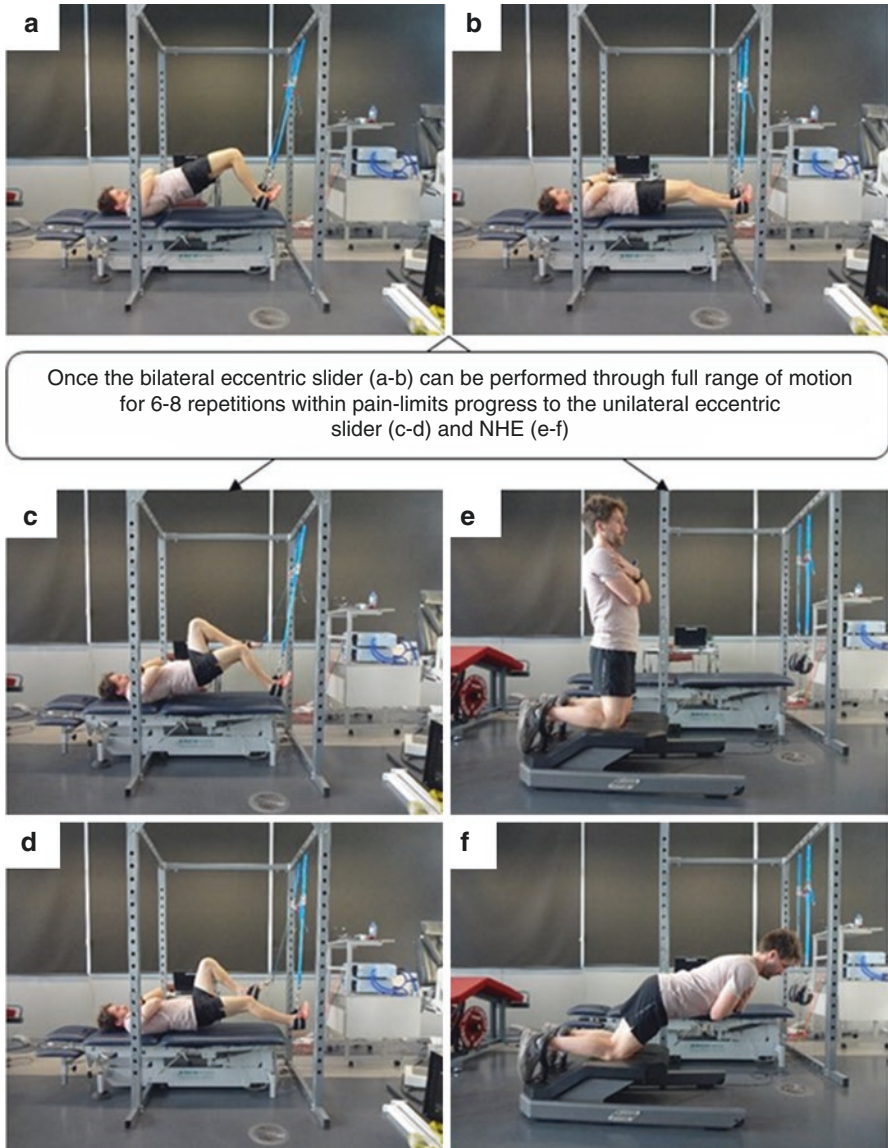 a
b
Once the bilateral eccentric slider (a-b) can be performed through full range of motion
for 6-8 repetitions within pain-limits progress to the unilateral eccentric
slider (c-d) and NHE (e-f)
c
e
d
f